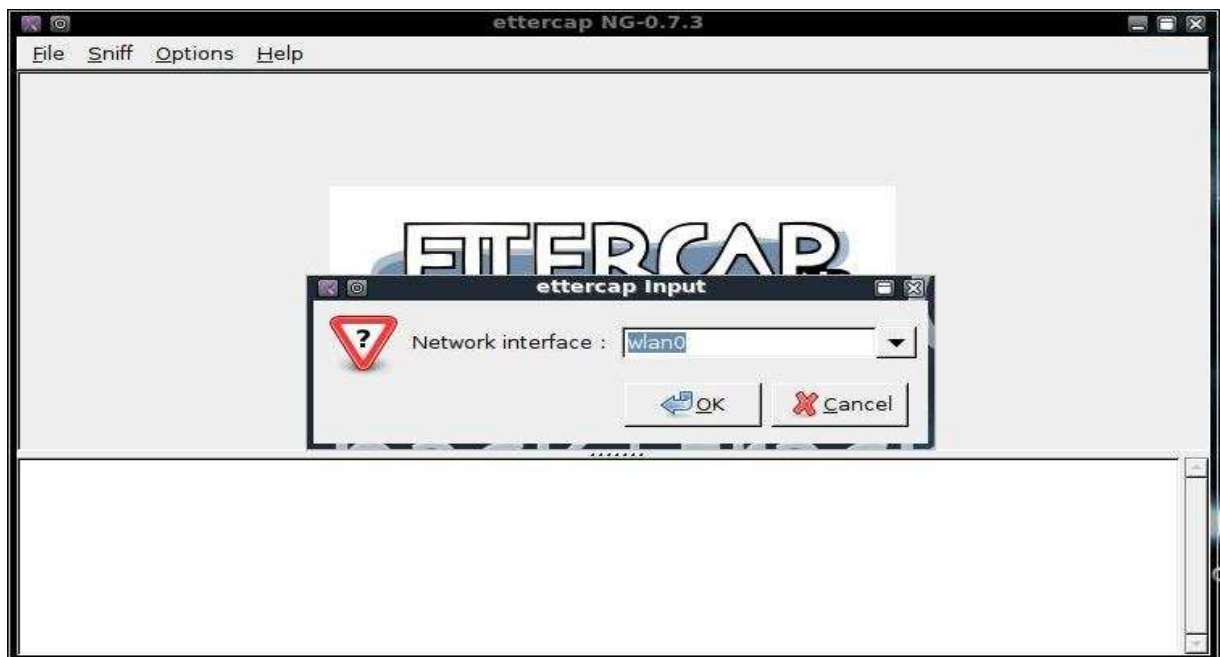 ettercap NG-0.7.3
File Sniff Options Help
ETTERCAP
ettercap Input
Network interface : wlan0
OK Cancel